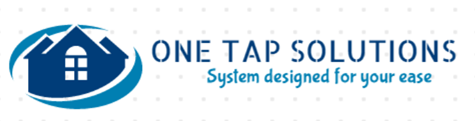 ONE TAP SOLUTIONS
System designed for your ease